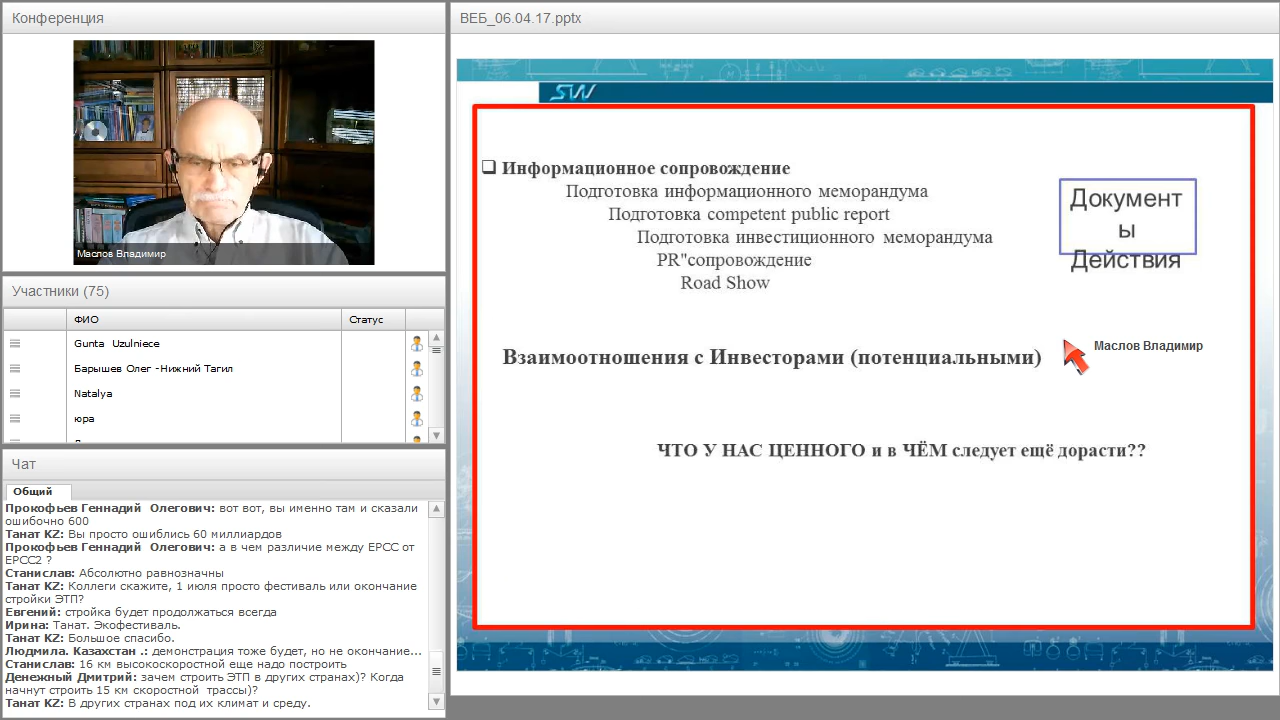 Конференция
Маслов Владимир
Участники (75)
ФИО
Статус
Gunta Uzulniece
Барышев Олег -Нижний Тагил
Natalya
юра
Чат
Общий
Прокофьев Геннадий Олегович: вот вот, вы именно там и сказали
ошибочно 600
Танат KZ: Вы просто ошиблись 60 миллиардов
Прокофьев Геннадий Олегович: а в чем различие между ЕРСС от
ЕРСС2 ?
Станислав: Абсолютно равнозначны
Танат KZ: Коллеги скажите, 1 июля просто фестиваль или окончание
стройки ЭТП?
Евгений: стройка будет продолжаться всегда
Ирина: Танат. Экофестиваль.
Танат KZ: Большое спасибо.
Людмила. Казахстан .: демонстрация тоже будет, но не окончание...
Станислав: 16 км высокоскоростной еще надо построить
Денежный Дмитрий: зачем строить ЭТП в других странах)? Когда
начнут строить 15 км скоростной трассы)?
Танат KZ: В других странах под их климат и среду.
ВЕБ_06.04.17.pptx
SW
Информационное сопровождение
Подготовка информационного меморандума
Подготовка competent public report
Подготовка инвестиционного меморандума
PR"сопровождение
Road Show
Документ
ы
Действия
Маслов Владимир
Взаимоотношения с Инвесторами (потенциальными)
ЧТО У НАС ЦЕННОГО и в ЧЁМ следует ещё дорасти??